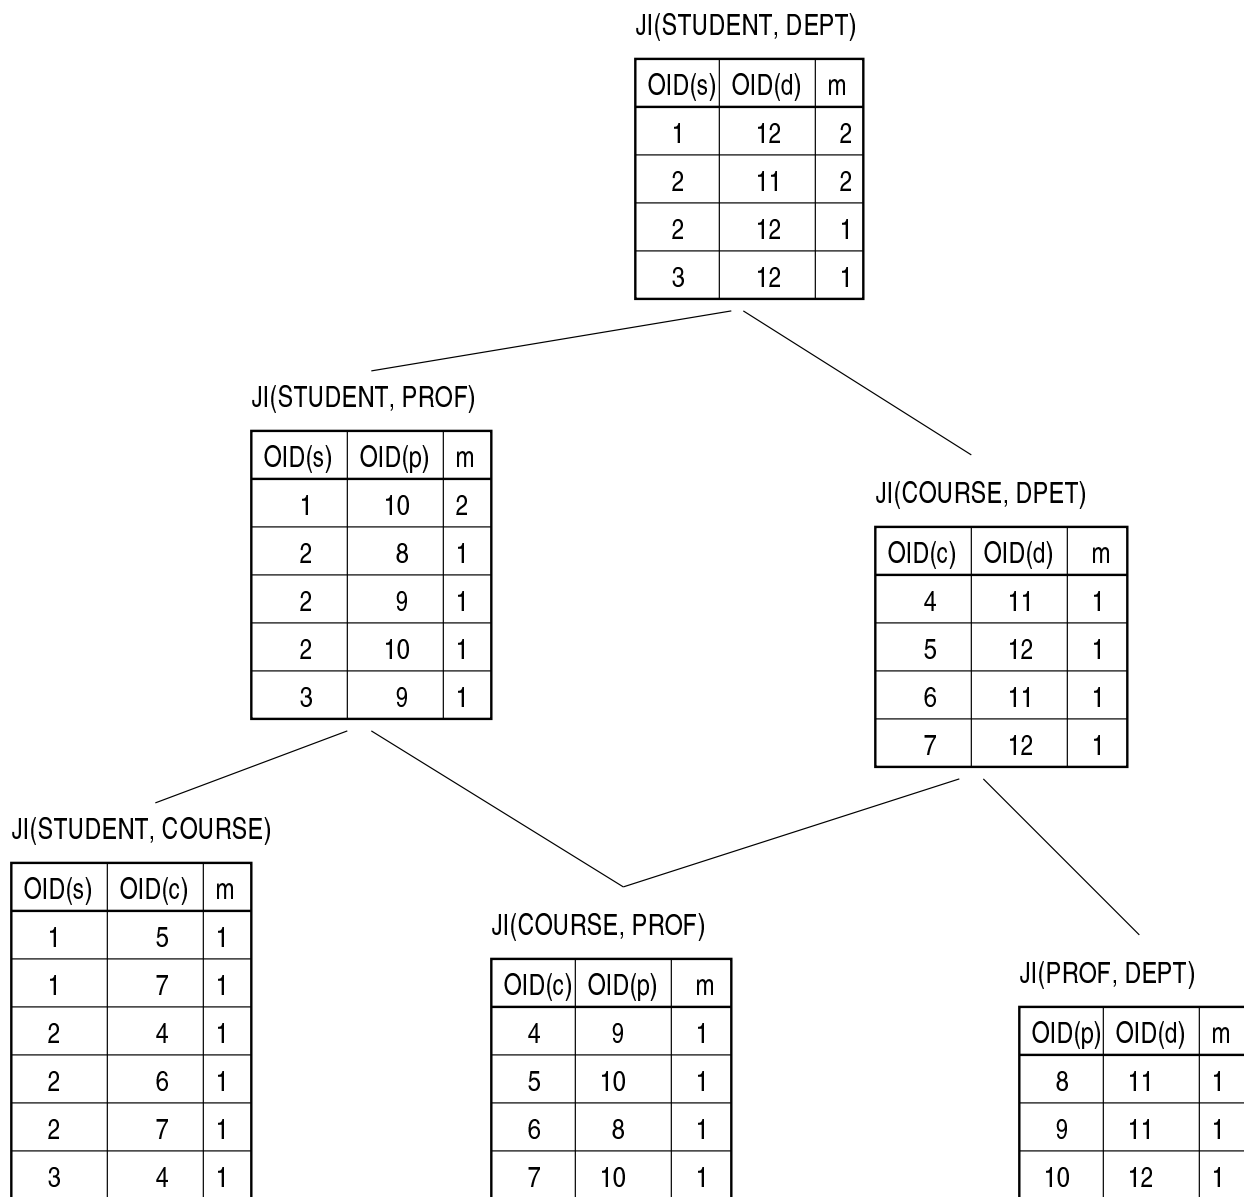 JI(STUDENT, DEPT)
OID(s) OID(d) m
1 12 2
2 11 2
2 12 1
3 12 1
JI(STUDENT, PROF)
OID(s) OID(p) m
1 10 2
2 8 1
2 9 1
2 10 1
3 9 1
JI(COURSE, DPET)
OID(c) OID(d) m
4 11 1
5 12 1
6 11 1
7 12 1
JI(STUDENT, COURSE)
OID(s) OID(c) m
1 5 1
1 7 1
2 4 1
2 6 1
2 7 1
3 4 1
JI(COURSE, PROF)
OID(c) OID(p) m
4 9 1
5 10 1
6 8 1
7 10 1
JI(PROF, DEPT)
OID(p) OID(d) m
8 11 1
9 11 1
10 12 1